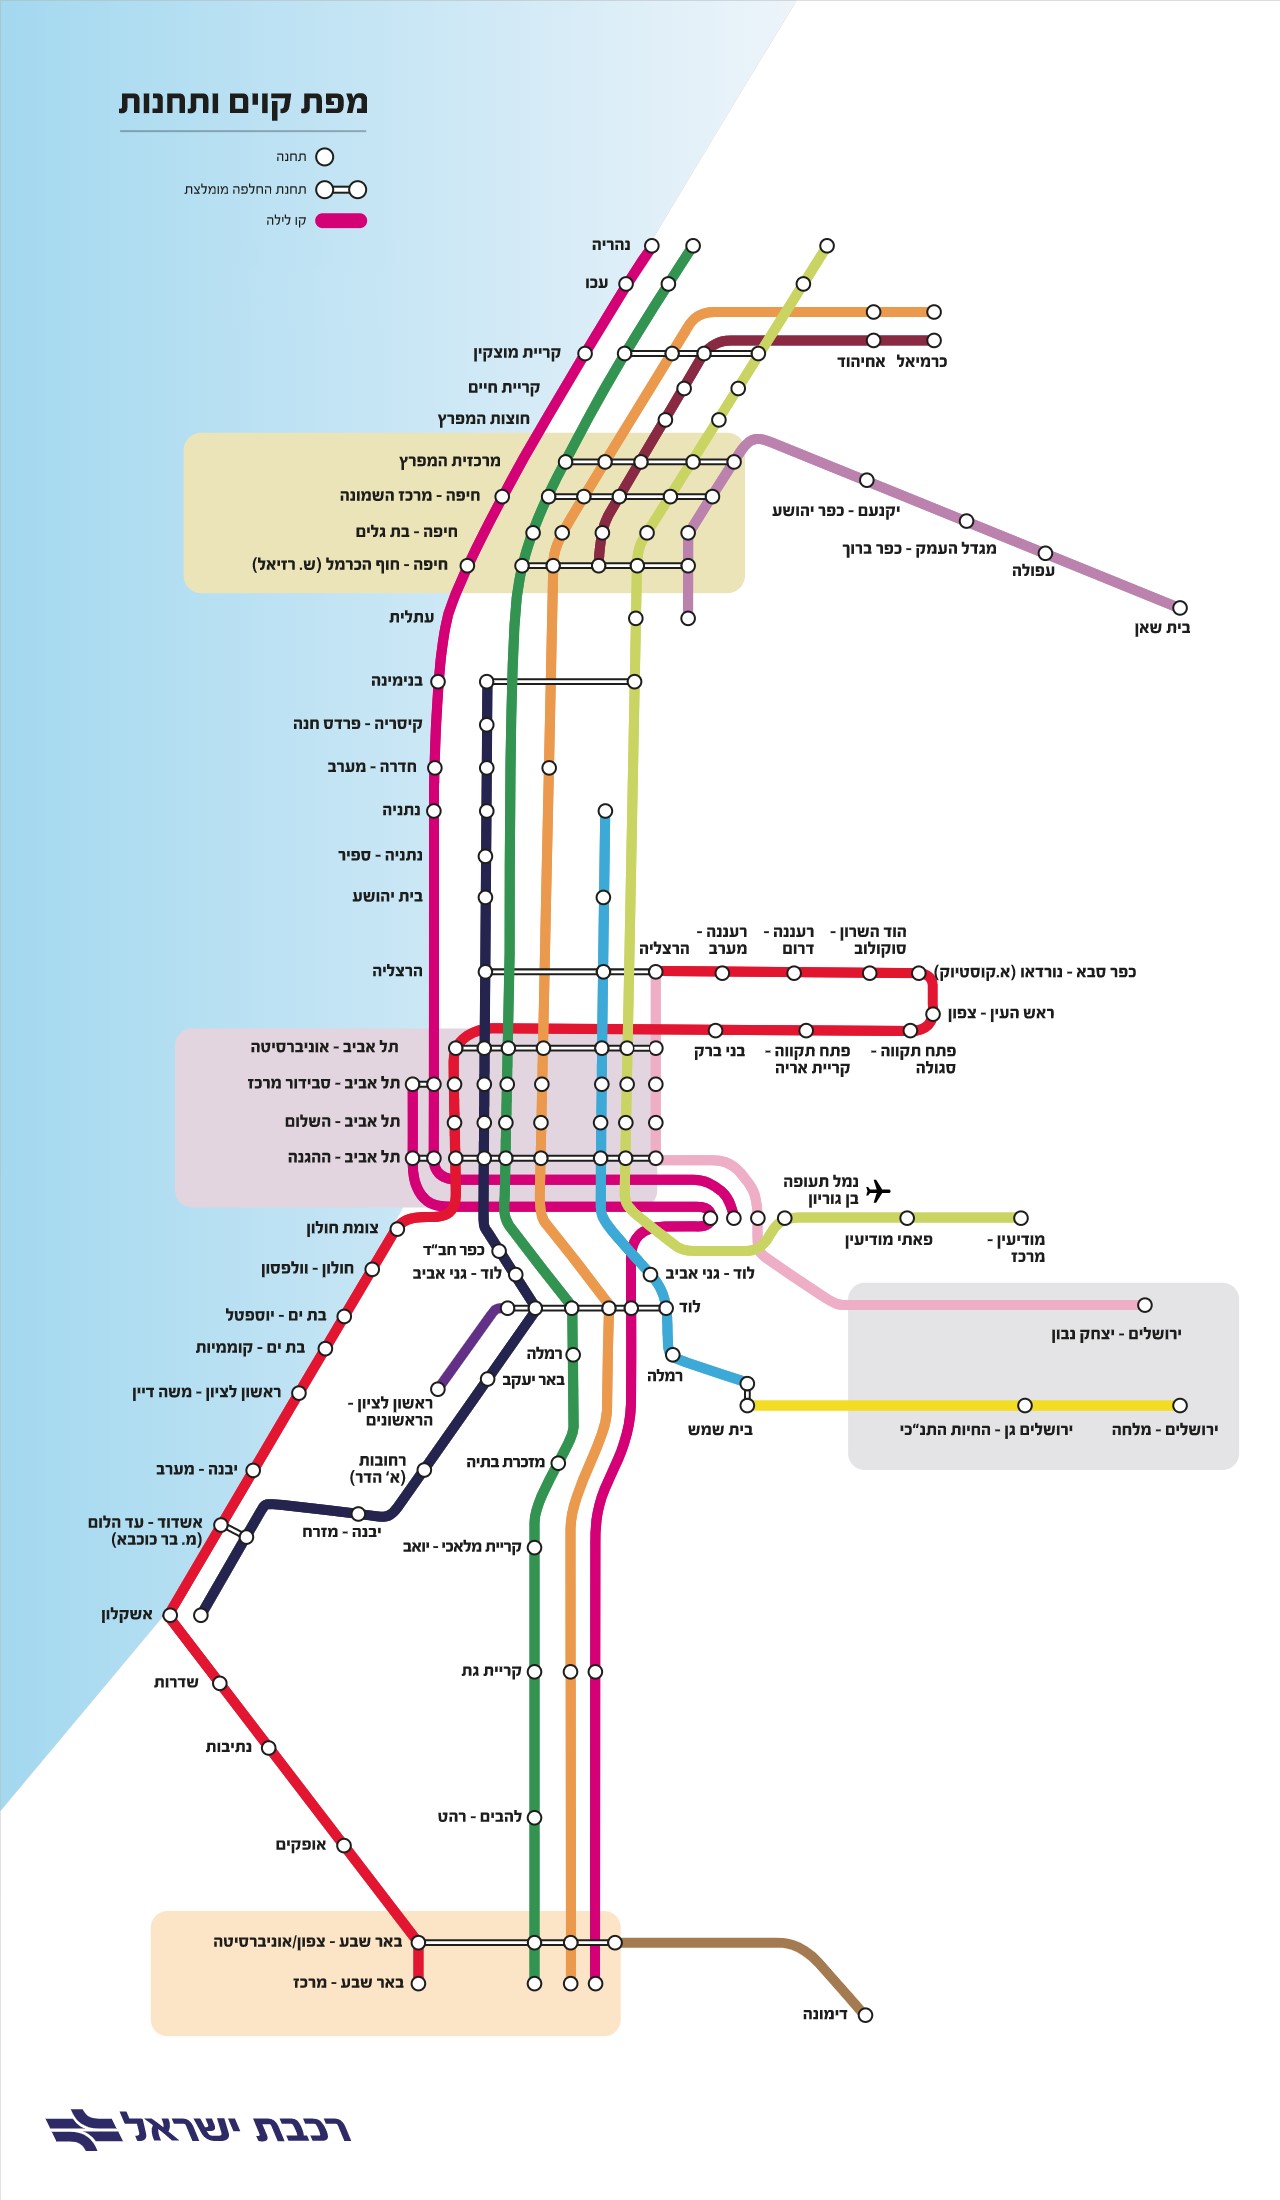 מפת קוים ותחנות
תחנה
תחנת החלפה מומלצת
קו לילה
נהריה
עכו
קריית מוצקין
כרמיאל
אחיהוד
קריית חיים
חוצות המפרץ
מרכזית המפרץ
חיפה - מרכז השמונה
יקנעם - כפר יהושע
חיפה - בת גלים
מגדל העמק - כפר ברוך
חיפה - חוף הכרמל (ש. רזיאל)
עפולה
עתלית
בית שאן
בנימינה
קיסריה - פרדס חנה
חדרה - מערב
נתניה
נתניה - ספיר
בית יהושע
הוד השרון -
סוקולוב
רעננה -
דרום
רעננה -
מערב
הרצליה
הרצליה
כפר סבא - נורדאו (א.קוסטיוק)
ראש העין - צפון
תל אביב - אוניברסיטה
פתח תקווה -
סגולה
פתח תקווה -
קריית אריה
בני ברק
תל אביב - סבידור מרכז
תל אביב - השלום
תל אביב - ההגנה
נמל תעופה
בן גוריון
צומת חולון
מודיעין -
מרכז
פאתי מודיעין
כפר חב"ד
חולון - וולפסון
לוד - גני אביב
לוד - גני אביב
לוד
בת ים - יוספטל
ירושלים - יצחק נבון
בת ים - קוממיות
רמלה
רמלה
באר יעקב
ראשון לציון - משה דיין
ראשון לציון -
הראשונים
בית שמש
ירושלים גן - החיות התנ"כי
ירושלים - מלחה
רחובות
(א' הדר)
מזכרת בתיה
יבנה - מערב
אשדוד - עד הלום
(מ. בר כוכבא)
יבנה - מזרח
קריית מלאכי - יואב
אשקלון
קריית גת
שדרות
נתיבות
להבים - רהט
אופקים
באר שבע - צפון/אוניברסיטה
באר שבע - מרכז
דימונה
רכבת ישראל